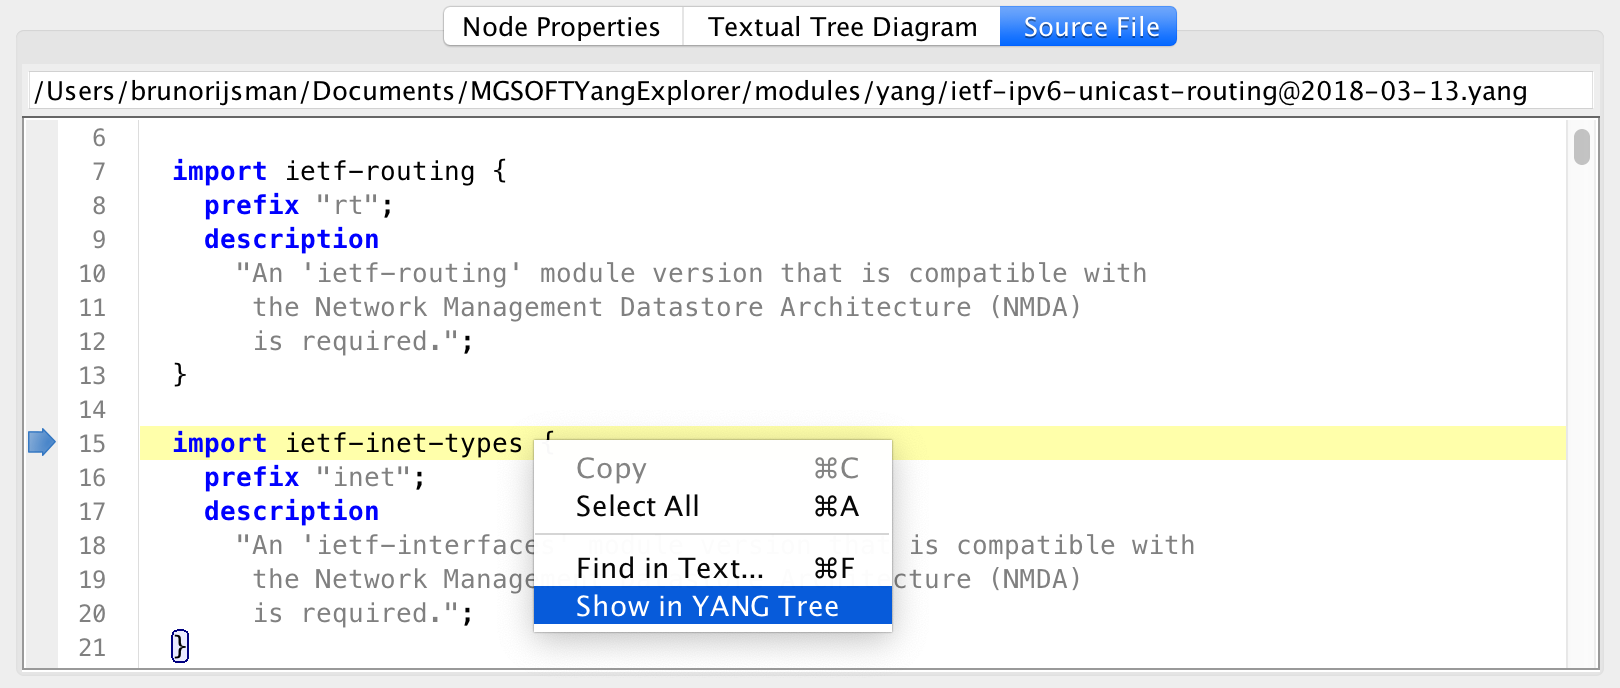 Node Properties Textual Tree Diagram Source File
/Users/brunorijsman/Documents/MGSOFTYangExplorer/modules/yang/ietf-ipv6-unicast-routing@2018-03-13.yang
6
7 import ietf-routing {
8 prefix "rt";
9 description
10 "An 'ietf-routing' module version that is compatible with
11 the Network Management Datastore Architecture (NMDA)
12 is required.";
13 }
14
15 import ietf-inet-types {
16 prefix "inet";
17 description
18 "An 'ietf-interfaces' module version that is compatible with
19 the Network Manage cture (NMDA)
20 is required.";
21 }
Copy ⌘C
Select All ⌘A
Find in Text... ⌘F
Show in YANG Tree